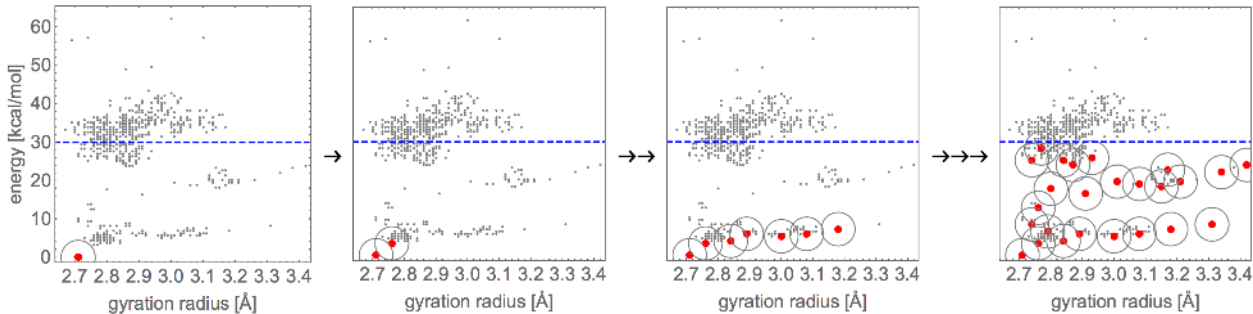 energy [kcal/mol]
60
50
40
30
20
10
0
2.7 2.8 2.9 3.0 3.1 3.2 3.3 3.4
gyration radius [Å]
→
2.7 2.8 2.9 3.0 3.1 3.2 3.3 3.4
gyration radius [Å]
→→
2.7 2.8 2.9 3.0 3.1 3.2 3.3 3.4
gyration radius [Å]
→→→
2.7 2.8 2.9 3.0 3.1 3.2 3.3 3.4
gyration radius [Å]